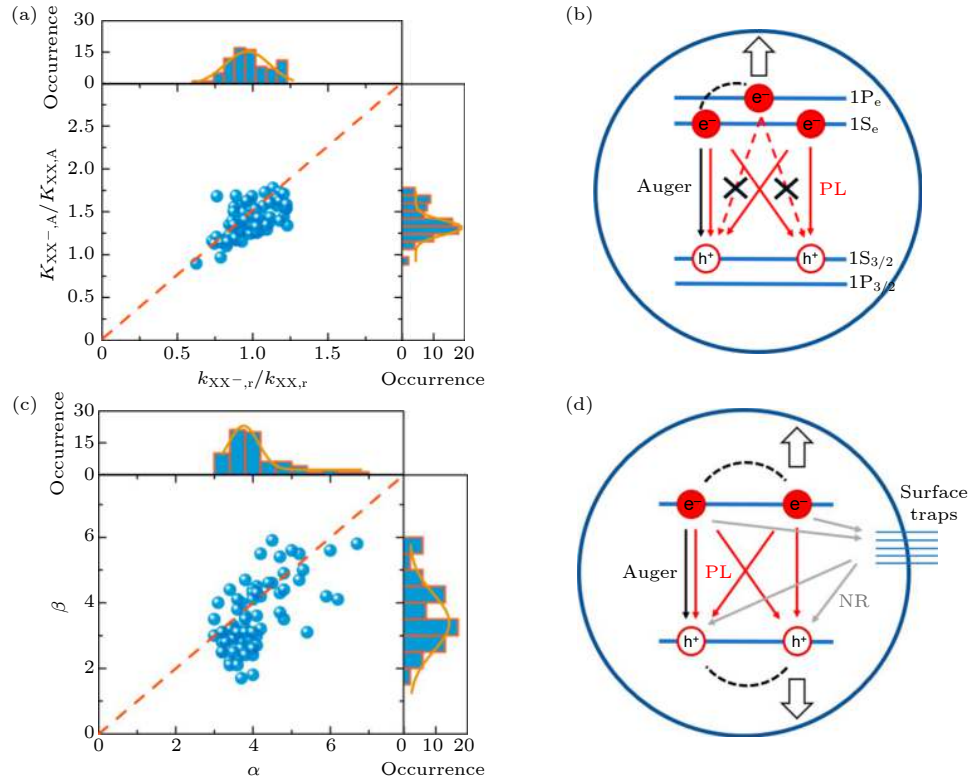 (a)
30
15
0
Occurrence
2.5
2.0
1.5
1.0
0.5
0
K_{XX⁻,A}/K_{XX,A}
0
0.5
1.0
1.5
k_{XX⁻,r}/k_{XX,r}
0 10 20
Occurrence
(b)
e⁻
1P_e
e⁻ e⁻ 1S_e
Auger PL
h⁺ h⁺ 1S_{3/2}
1P_{3/2}
(c)
30
15
0
Occurrence
6
4
2
0
β
0 2 4 6
α
0 10 20
Occurrence
(d)
e⁻ e⁻
Surface
traps
Auger PL
NR
h⁺ h⁺